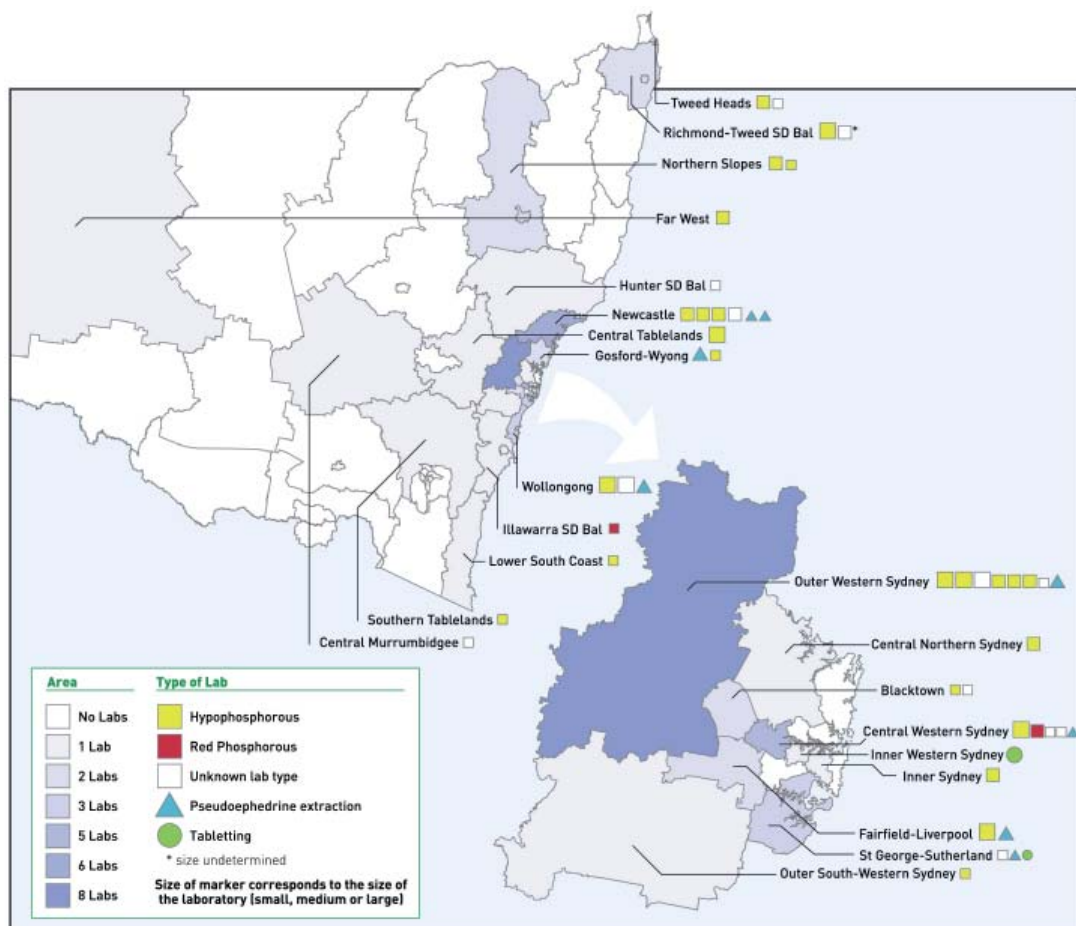 Tweed Heads
Richmond-Tweed SD Bal *
Northern Slopes
Far West
Hunter SD Bal
Newcastle
Central Tablelands
Gosford-Wyong
Wollongong
Illawarra SD Bal
Lower South Coast
Southern Tablelands
Central Murrumbidgee
Outer Western Sydney
Central Northern Sydney
Blacktown
Central Western Sydney
Inner Western Sydney
Inner Sydney
Fairfield-Liverpool
St George-Sutherland
Outer South-Western Sydney
Area
No Labs
1 Lab
2 Labs
3 Labs
5 Labs
6 Labs
8 Labs
Type of Lab
Hypophosphorous
Red Phosphorous
Unknown lab type
Pseudoephedrine extraction
Tabletting
* size undetermined
Size of marker corresponds to the size of
the laboratory (small, medium or large)